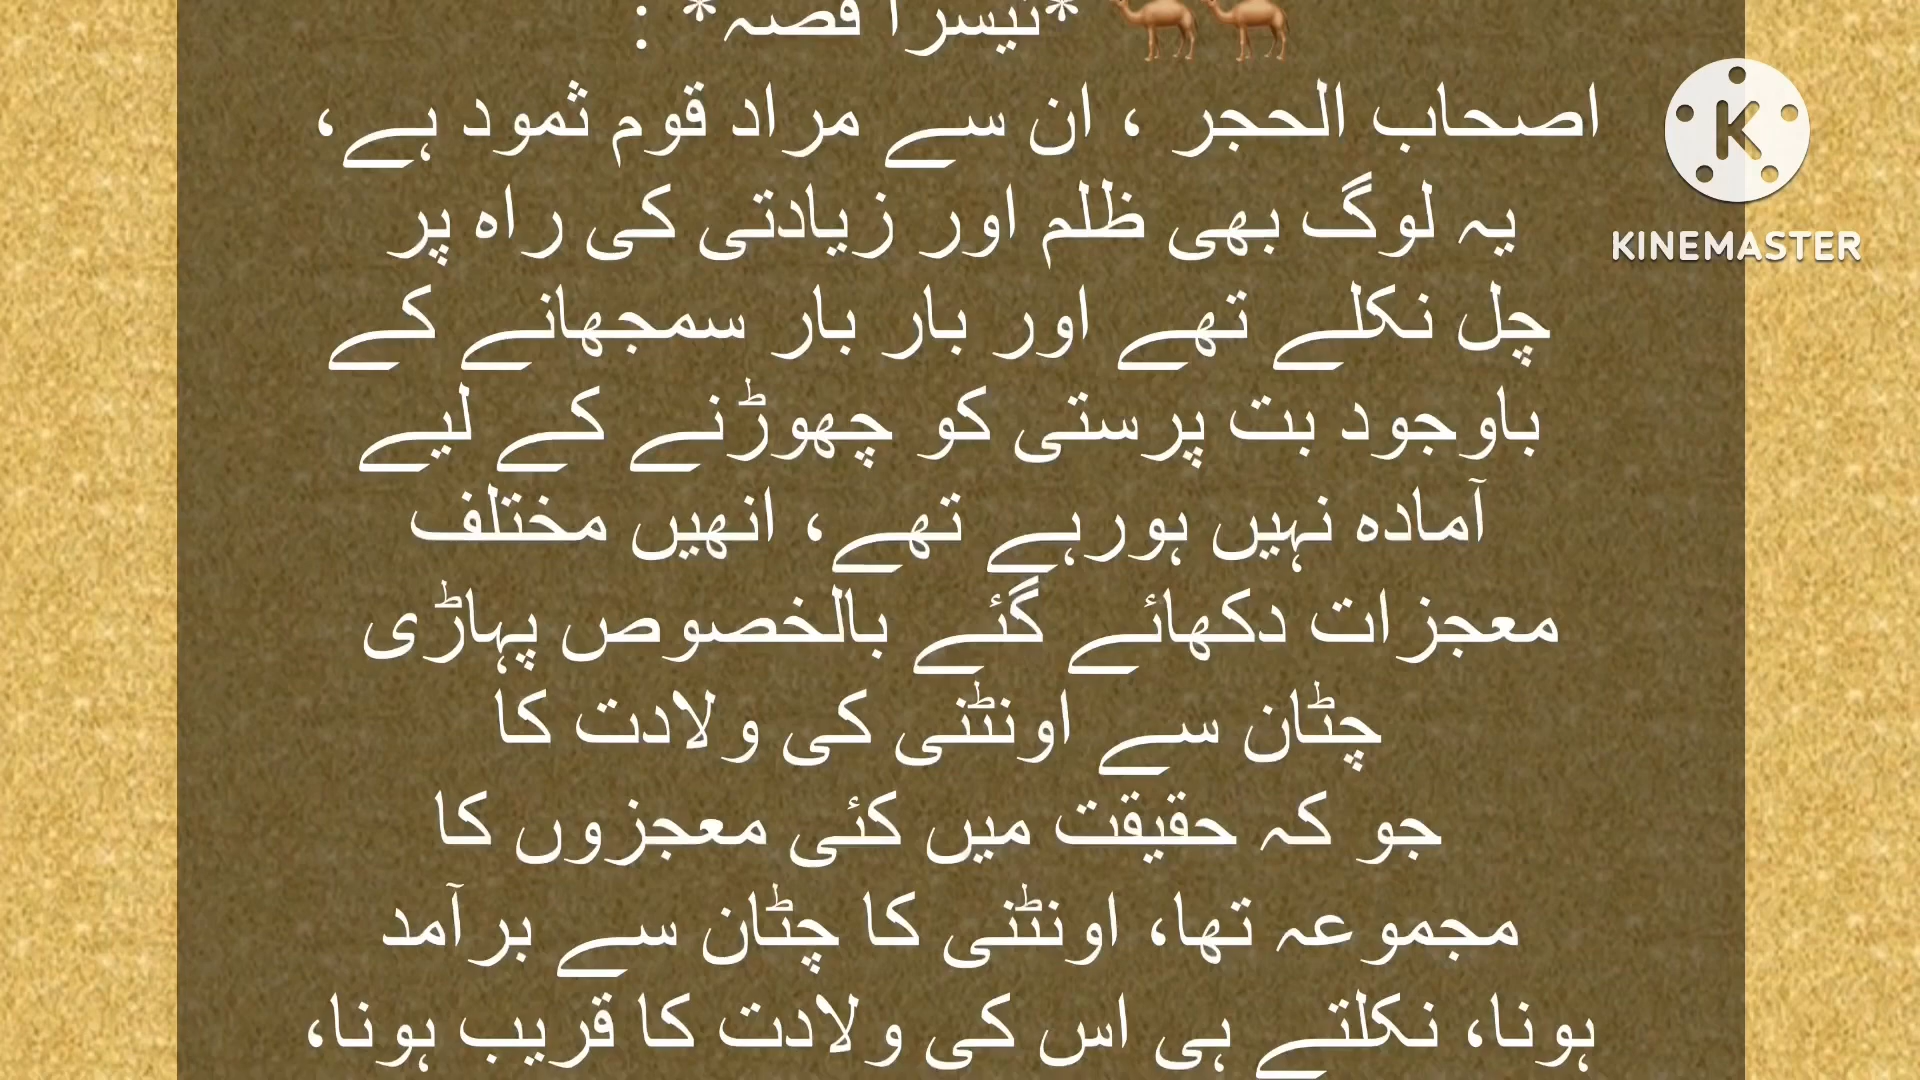 🐪🐪 *تیسرا قصہ* :
اصحاب الحجر ، ان سے مراد قوم ثمود ہے،
یہ لوگ بھی ظلم اور زیادتی کی راہ پر
چل نکلے تھے اور بار بار سمجھانے کے
باوجود بت پرستی کو چھوڑنے کے لیے
آمادہ نہیں ہورہے تھے، انھیں مختلف
معجزات دکھائے گئے بالخصوص پہاڑی
چٹان سے اونٹنی کی ولادت کا
جو کہ حقیقت میں کئی معجزوں کا
مجموعہ تھا، اونٹنی کا چٹان سے برآمد
ہونا، نکلتے ہی اس کی ولادت کا قریب ہونا،
K
KINEMASTER